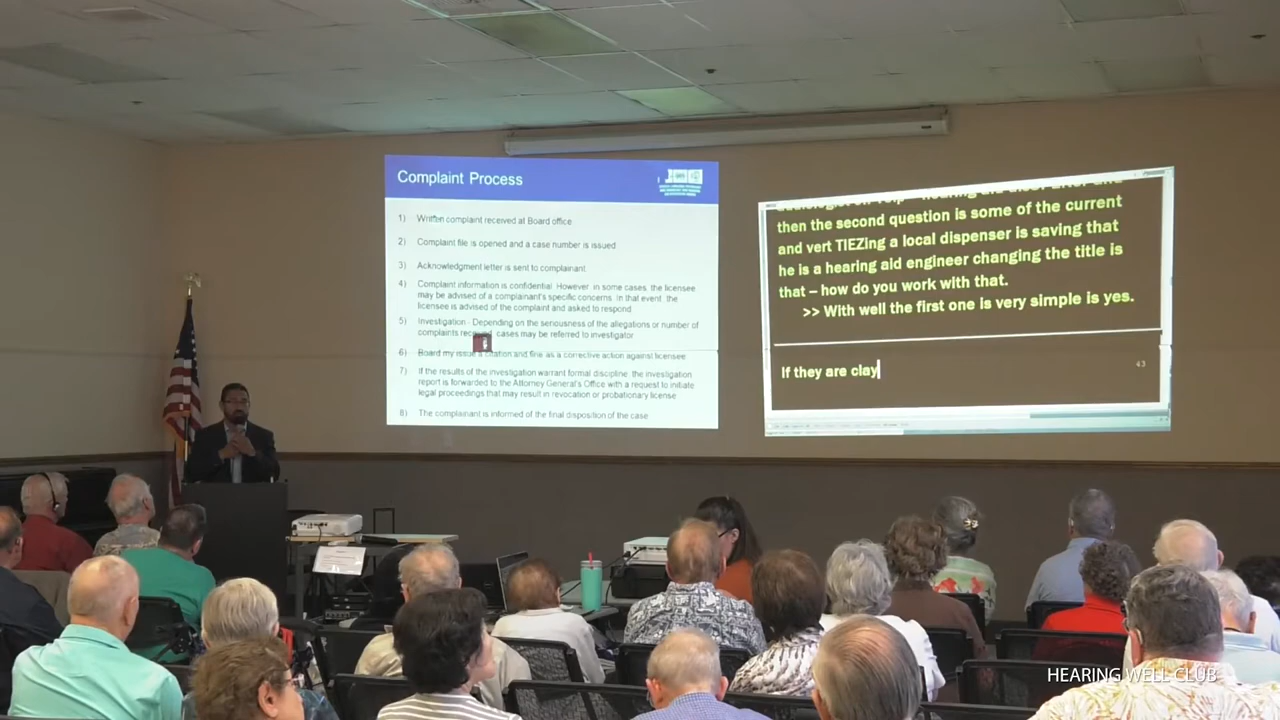 Complaint Process
1) Written complaint received at Board office
2) Complaint file is opened and a case number is issued
3) Acknowledgment letter is sent to complainant.
4) Complaint information is confidential. However, in some cases, the licensee
may be advised of a complainant's specific concerns. In that event, the
licensee is advised of the complaint and asked to respond
5) Investigation - Depending on the seriousness of the allegations or number of
complaints cases may be referred to investigator
6) Board my issue a citation and fine as a corrective action against licensee
7) If the results of the investigation warrant formal discipline, the investigation
report is forwarded to the Attorney General's Office with a request to initiate
legal proceedings that may result in revocation or probationary license
8) The complainant is informed of the final disposition of the case
then the second question is some of the current
and vert TIEZing a local dispenser is saving that
he is a hearing aid engineer changing the title is
that – how do you work with that.
>> With well the first one is very simple is yes.
If they are clay
43
HEARING WELL CLUB